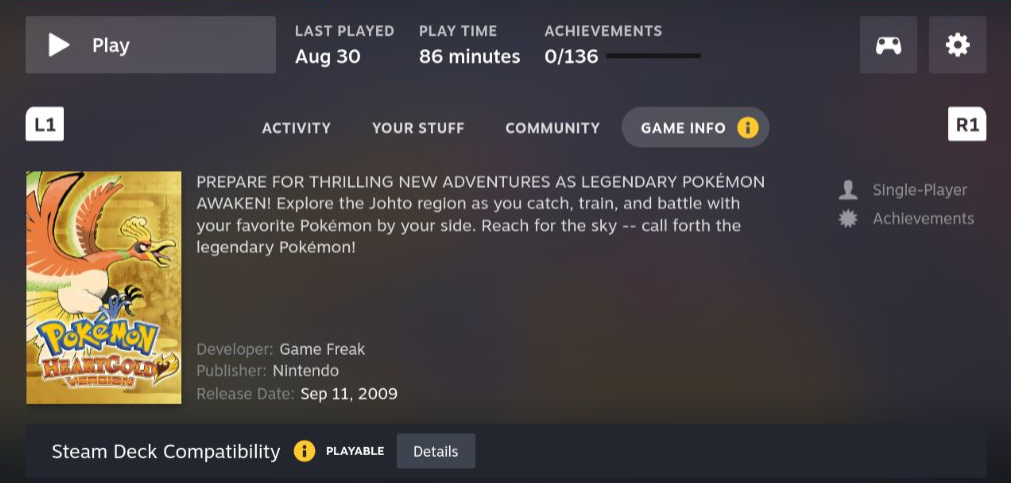 Play
LAST PLAYED
Aug 30
PLAY TIME
86 minutes
ACHIEVEMENTS
0/136
L1
ACTIVITY
YOUR STUFF
COMMUNITY
GAME INFO
R1
PREPARE FOR THRILLING NEW ADVENTURES AS LEGENDARY POKÉMON
AWAKEN! Explore the Johto region as you catch, train, and battle with
your favorite Pokémon by your side. Reach for the sky -- call forth the
legendary Pokémon!
Single-Player
Achievements
POKéMON
HEARTGOLD
VERSION
Developer: Game Freak
Publisher: Nintendo
Release Date: Sep 11, 2009
Steam Deck Compatibility
PLAYABLE
Details